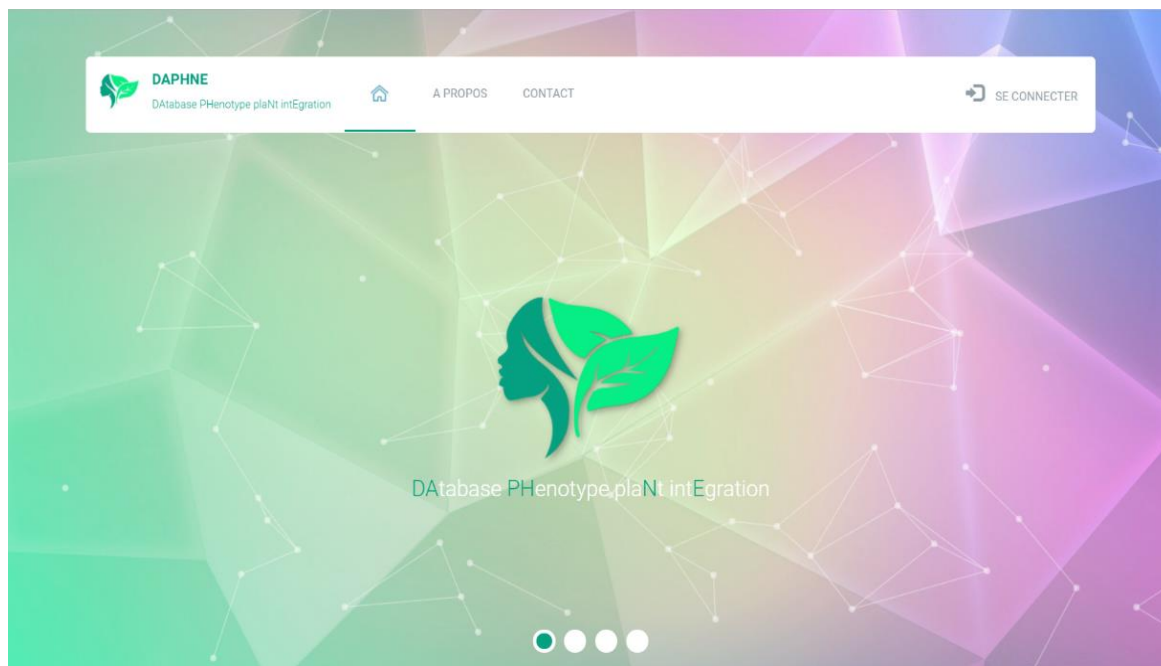 DAPHNE
DAtabase PHenotype plaNt intEgration
A PROPOS
CONTACT
SE CONNECTER
DAtabase PHenotype plaNt intEgration